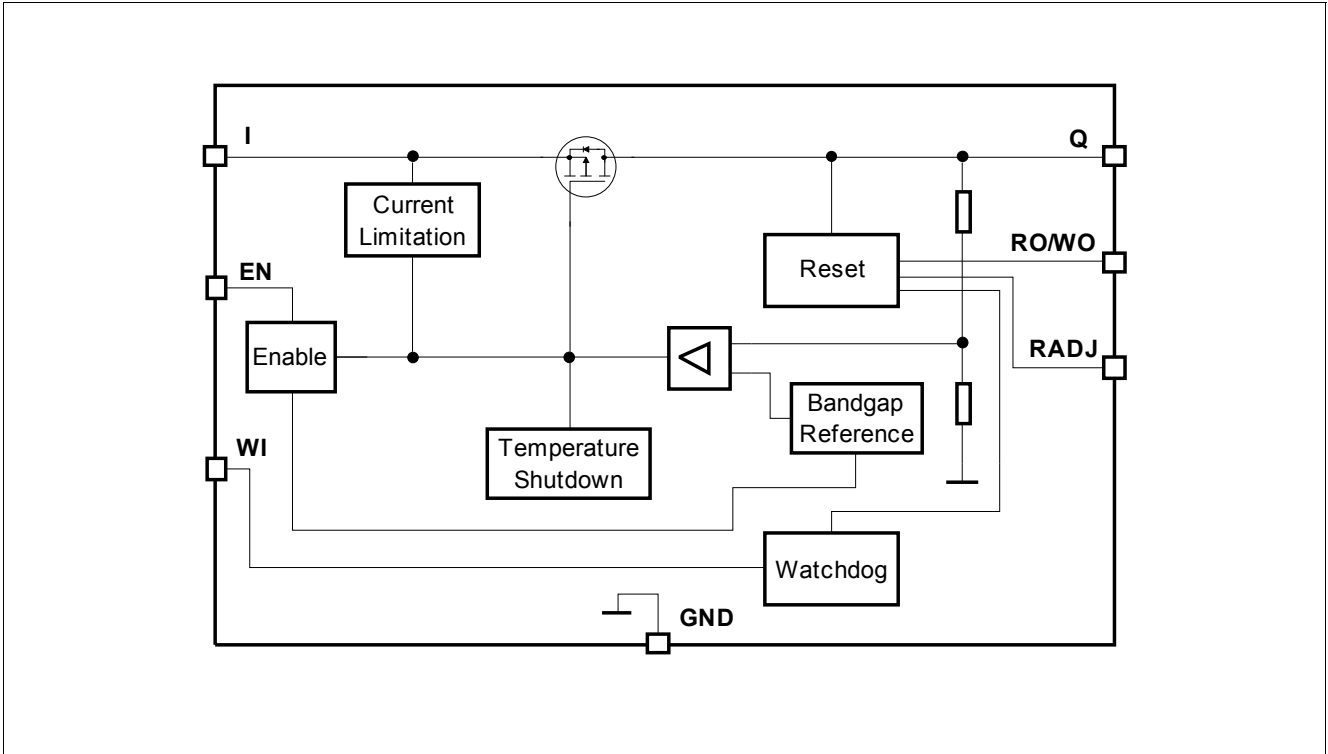 I
Q
Current
Limitation
RO/WO
Reset
EN
Enable
RADJ
Bandgap
Reference
WI
Temperature
Shutdown
Watchdog
GND